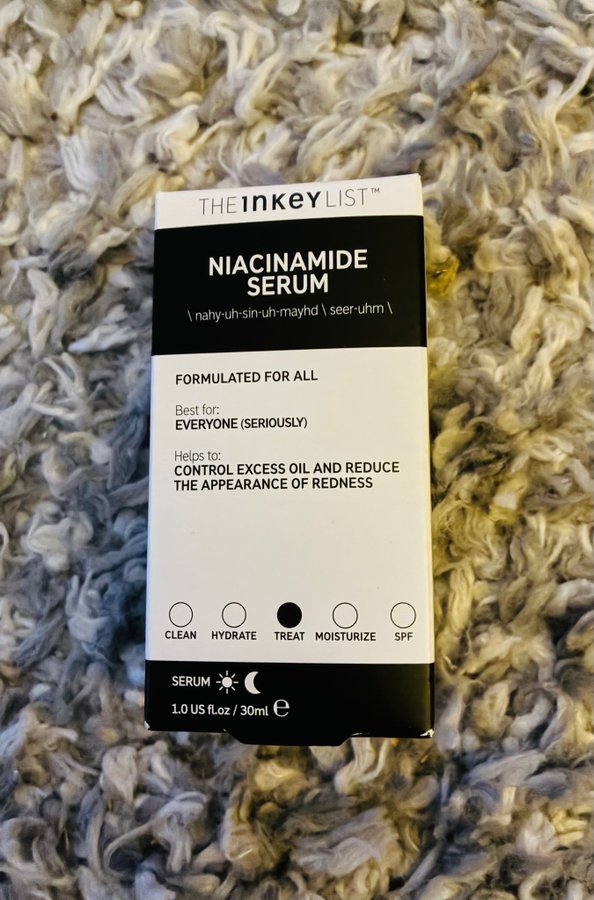 THE INKEY LIST™
NIACINAMIDE
SERUM
\ nahy-uh-sin-uh-mayhd \ seer-uhm \
FORMULATED FOR ALL
Best for:
EVERYONE (SERIOUSLY)
Helps to:
CONTROL EXCESS OIL AND REDUCE
THE APPEARANCE OF REDNESS
CLEAN HYDRATE TREAT MOISTURIZE SPF
SERUM
1.0 US fl.oz / 30ml ℮